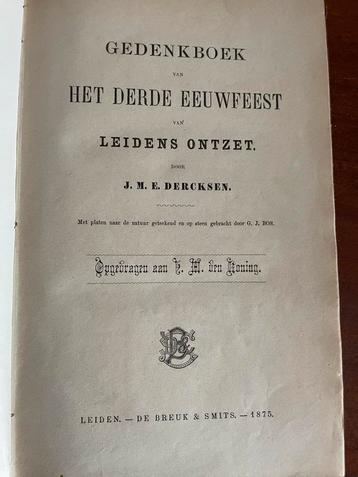 GEDENKBOEK
VAN
HET DERDE EEUWFEEST
VAN
LEIDENS ONTZET.
DOOR
J. M. E. DERCKSEN.
Met platen naar de natuur geteekend en op steen gebracht door G. J. BOS.
Opgedragen aan Z. M. den Koning.
LEIDEN. — DE BREUK & SMITS. — 1875.